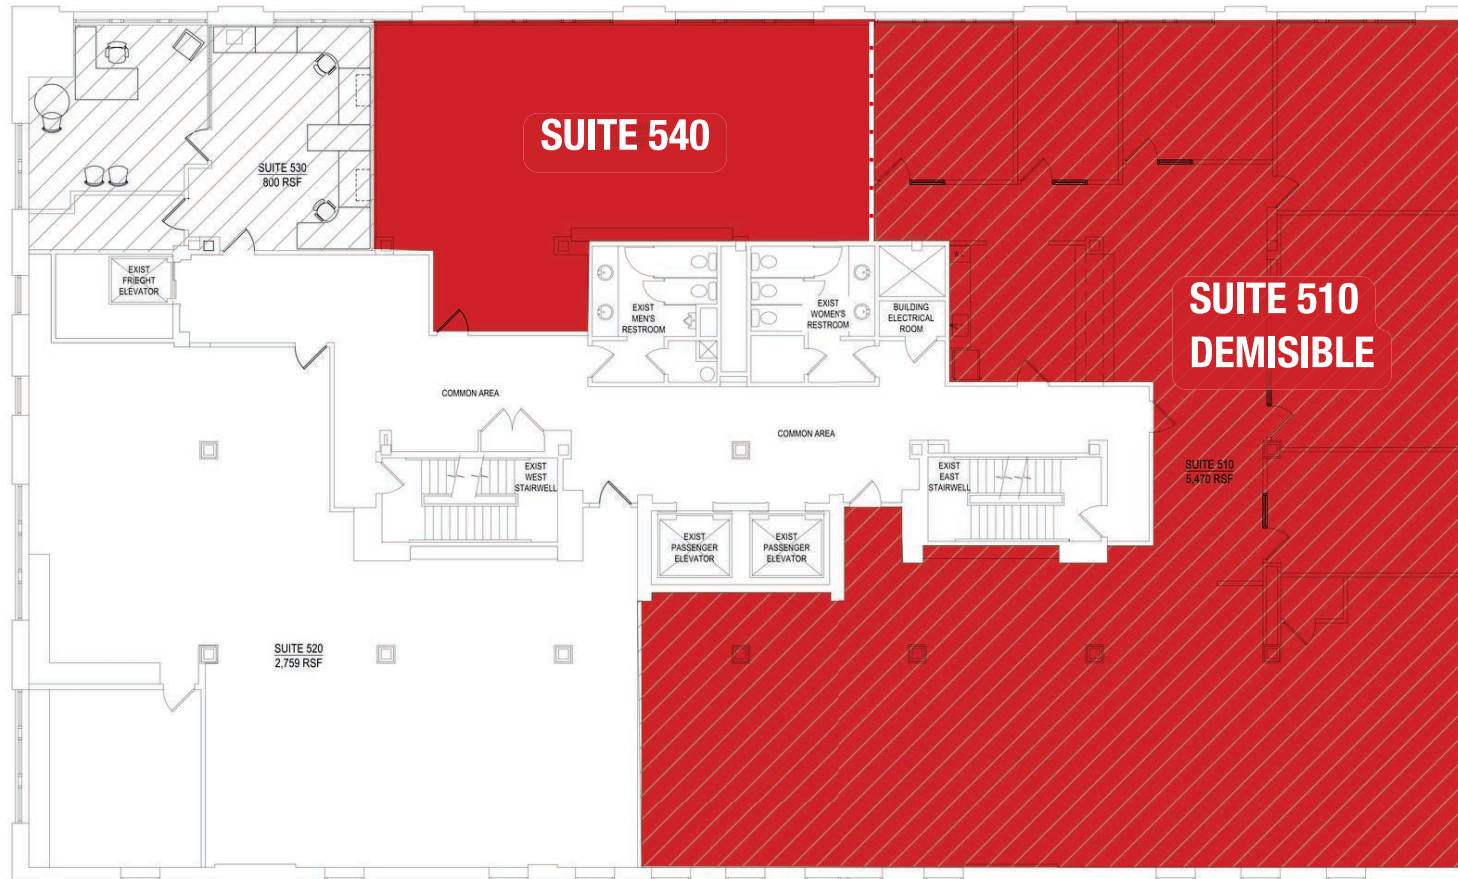 SUITE 540
SUITE 530
800 RSF
EXIST
FRIEGHT
ELEVATOR
EXIST
MEN'S
RESTROOM
EXIST
WOMEN'S
RESTROOM
BUILDING
ELECTRICAL
ROOM
SUITE 510
DEMISIBLE
COMMON AREA
COMMON AREA
EXIST
WEST
STAIRWELL
EXIST
EAST
STAIRWELL
SUITE 510
5,470 RSF
EXIST
PASSENGER
ELEVATOR
EXIST
PASSENGER
ELEVATOR
SUITE 520
2,759 RSF